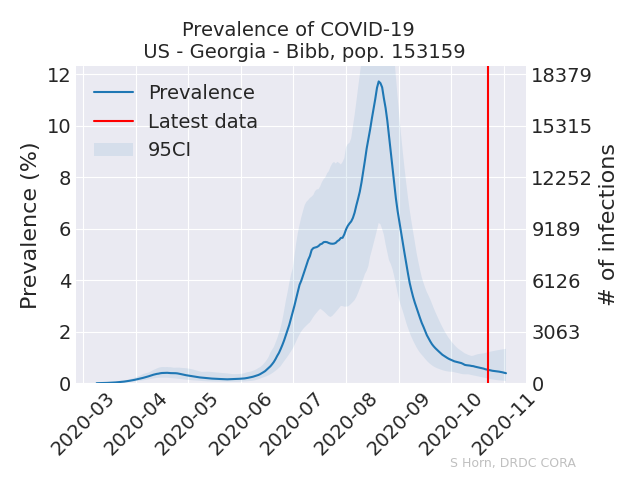 Prevalence of COVID-19
US - Georgia - Bibb, pop. 153159
Prevalence
Latest data
95CI
Prevalence (%)
12
10
8
6
4
2
0
18379
15315
12252
9189
6126
3063
0
# of infections
2020-03
2020-04
2020-05
2020-06
2020-07
2020-08
2020-09
2020-10
2020-11
S Horn, DRDC CORA